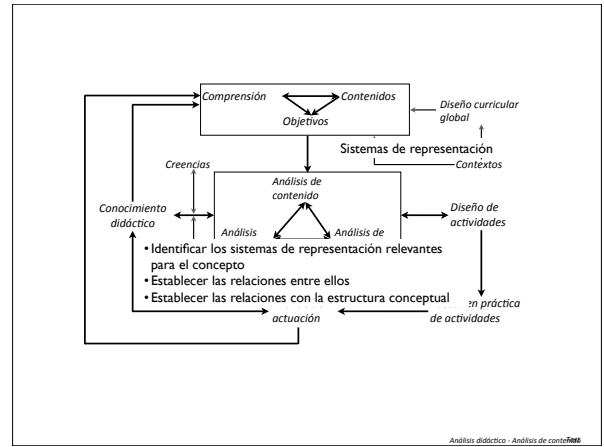 Comprensión
Contenidos
Objetivos
Diseño curricular
global
Sistemas de representación
Contextos
Creencias
Análisis de
contenido
Conocimiento
didáctico
Diseño de
actividades
Análisis
Análisis de
• Identificar los sistemas de representación relevantes
para el concepto
• Establecer las relaciones entre ellos
• Establecer las relaciones con la estructura conceptual
en práctica
de actividades
actuación
Análisis didáctico - Análisis de contenido